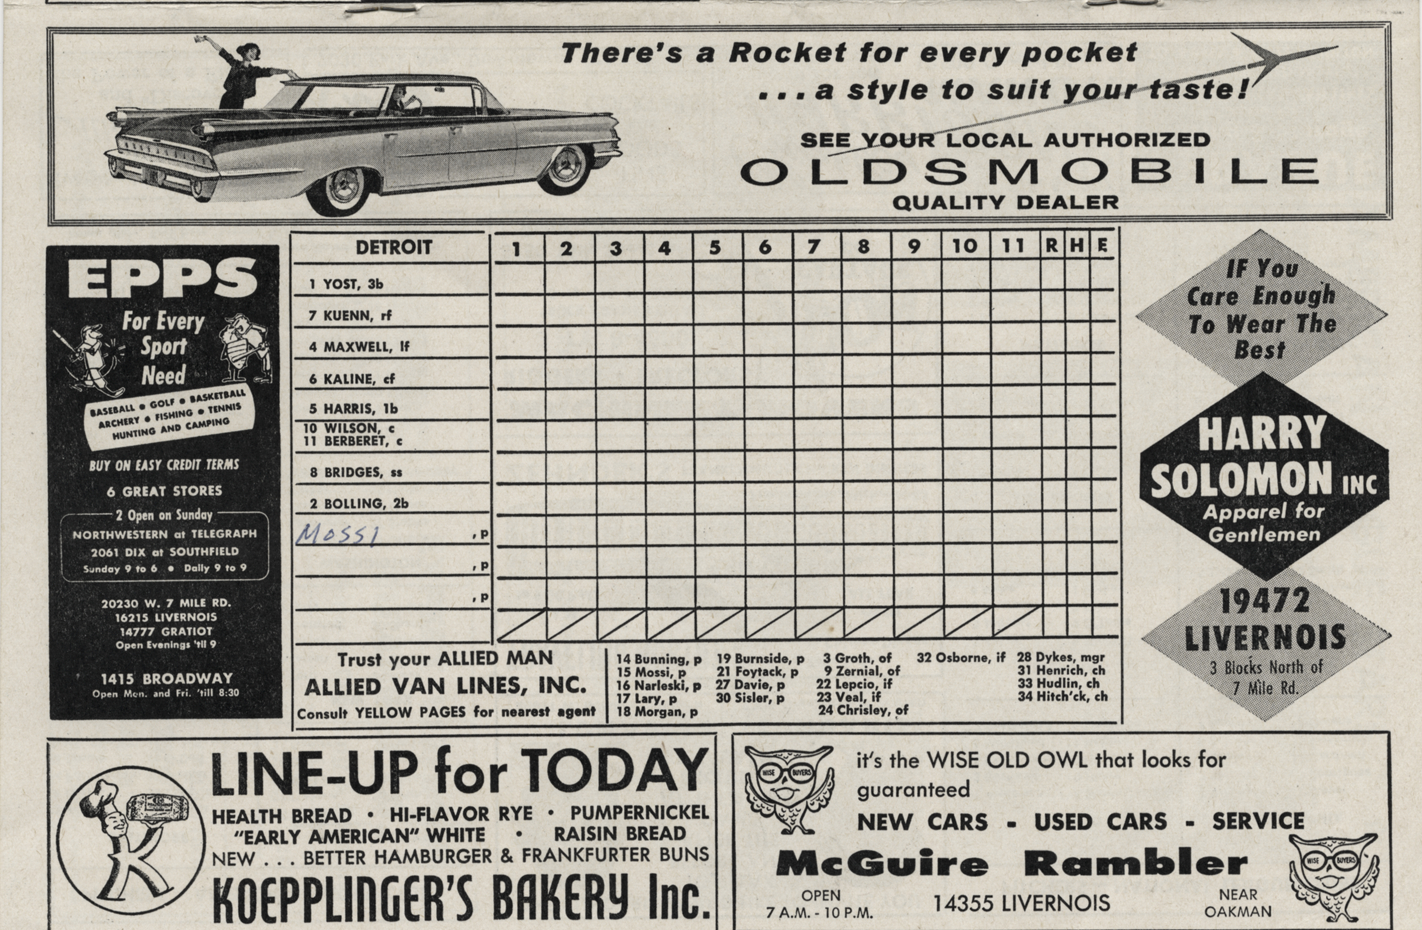 There's a Rocket for every pocket
...a style to suit your taste!
SEE YOUR LOCAL AUTHORIZED
OLDSMOBILE
QUALITY DEALER
EPPS
For Every
Sport
Need
BASEBALL • GOLF • BASKETBALL
ARCHERY • FISHING • TENNIS
HUNTING AND CAMPING
BUY ON EASY CREDIT TERMS
6 GREAT STORES
2 Open on Sunday
NORTHWESTERN at TELEGRAPH
2061 DIX at SOUTHFIELD
Sunday 9 to 6 • Daily 9 to 9
20230 W. 7 MILE RD.
16215 LIVERNOIS
14777 GRATIOT
Open Evenings 'til 9
1415 BROADWAY
Open Mon. and Fri. 'till 8:30
DETROIT 1 2 3 4 5 6 7 8 9 10 11 R H E
1 YOST, 3b
7 KUENN, rf
4 MAXWELL, lf
6 KALINE, cf
5 HARRIS, 1b
10 WILSON, c
11 BERBERET, c
8 BRIDGES, ss
2 BOLLING, 2b
MOSSI , p
, p
, p
Trust your ALLIED MAN
ALLIED VAN LINES, INC.
Consult YELLOW PAGES for nearest agent
14 Bunning, p 19 Burnside, p 3 Groth, of 32 Osborne, if 28 Dykes, mgr
15 Mossi, p 21 Foytack, p 9 Zernial, of 31 Henrich, ch
16 Narleski, p 27 Davie, p 22 Lepcio, if 33 Hudlin, ch
17 Lary, p 30 Sisler, p 23 Veal, if 34 Hitch'ck, ch
18 Morgan, p 24 Chrisley, of
IF You
Care Enough
To Wear The
Best
HARRY
SOLOMON INC
Apparel for
Gentlemen
19472
LIVERNOIS
3 Blocks North of
7 Mile Rd.
K
LINE-UP for TODAY
HEALTH BREAD • HI-FLAVOR RYE • PUMPERNICKEL
"EARLY AMERICAN" WHITE • RAISIN BREAD
NEW ... BETTER HAMBURGER & FRANKFURTER BUNS
KOEPPLINGER'S BAKERY Inc.
WISE BUYERS
it's the WISE OLD OWL that looks for
guaranteed
NEW CARS - USED CARS - SERVICE
McGuire Rambler
OPEN
7 A.M. - 10 P.M.
14355 LIVERNOIS
NEAR
OAKMAN
WISE BUYERS